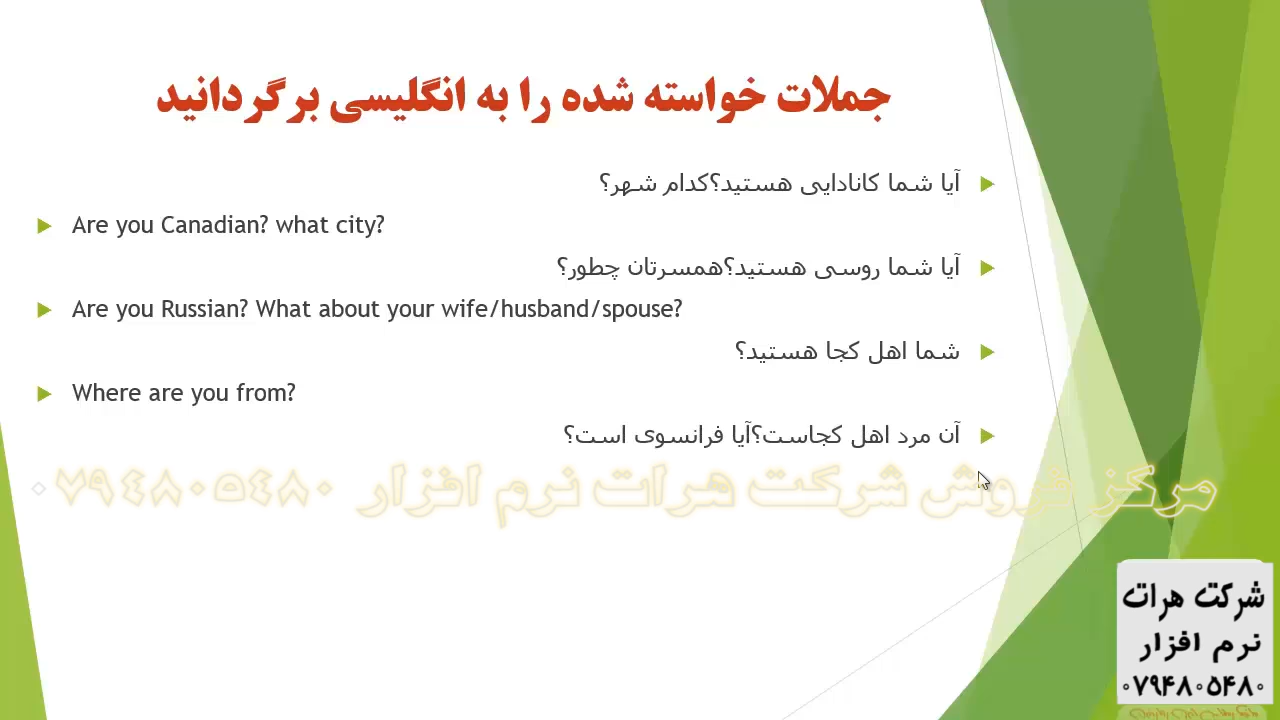 جملات خواسته شده را به انگلیسی برگردانید
آیا شما کانادایی هستید؟کدام شهر؟
Are you Canadian? what city?
آیا شما روسی هستید؟همسرتان چطور؟
Are you Russian? What about your wife/husband/spouse?
شما اهل کجا هستید؟
Where are you from?
آن مرد اهل کجاست؟آیا فرانسوی است؟
مرکز فروش شرکت هرات نرم افزار ۰۷۹۴۸۰۵۴۸۰
شرکت هرات
نرم افزار
۰۷۹۴۸۰۵۴۸۰